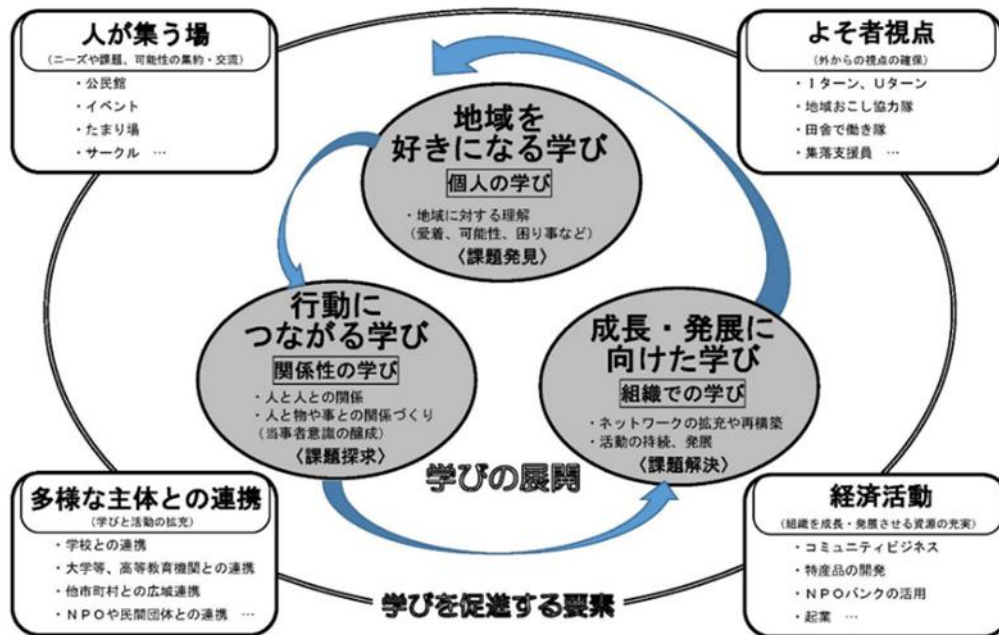 人が集う場
(ニーズや課題、可能性の集約・交流)
・公民館
・イベント
・たまり場
・サークル …
よそ者視点
(外からの視点の確保)
・Iターン、Uターン
・地域おこし協力隊
・田舎で働き隊
・集落支援員 …
地域を
好きになる学び
個人の学び
・地域に対する理解
(愛着、可能性、困り事など)
〈課題発見〉
行動に
つながる学び
関係性の学び
・人と人との関係
・人と物や事との関係づくり
(当事者意識の醸成)
〈課題探求〉
成長・発展に
向けた学び
組織での学び
・ネットワークの拡充や再構築
・活動の持続、発展
〈課題解決〉
学びの展開
多様な主体との連携
(学びと活動の拡充)
・学校との連携
・大学等、高等教育機関との連携
・他市町村との広域連携
・ＮＰＯや民間団体との連携 …
経済活動
(組織を成長・発展させる資源の充実)
・コミュニティビジネス
・特産品の開発
・ＮＰＯバンクの活用
・起業 …
学びを促進する要素